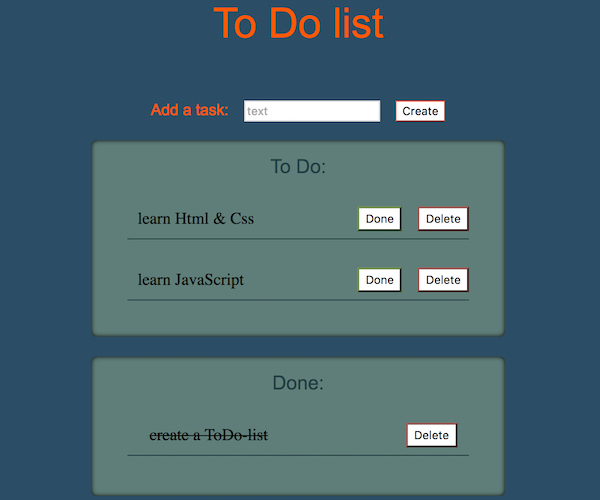 To Do list
Add a task: text Create
To Do:
learn Html & Css Done Delete
learn JavaScript Done Delete
Done:
create a ToDo-list Delete